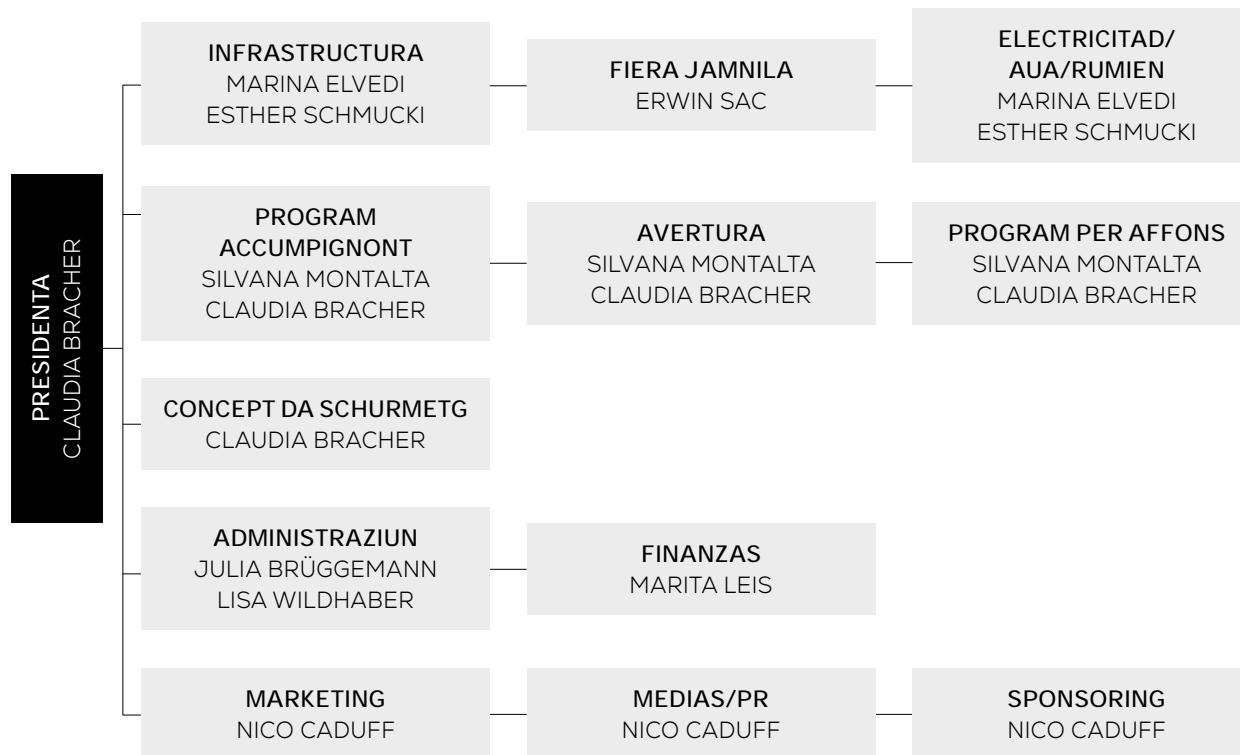 PRESIDENTA
CLAUDIA BRACHER
INFRASTRUCTURA
MARINA ELVEDI
ESTHER SCHMUCKI
FIERA JAMNILA
ERWIN SAC
ELECTRICITAD/
AUA/RUMIEN
MARINA ELVEDI
ESTHER SCHMUCKI
PROGRAM
ACCUMPIGNONT
SILVANA MONTALTA
CLAUDIA BRACHER
AVERTURA
SILVANA MONTALTA
CLAUDIA BRACHER
PROGRAM PER AFFONS
SILVANA MONTALTA
CLAUDIA BRACHER
CONCEPT DA SCHURMETG
CLAUDIA BRACHER
ADMINISTRAZIUN
JULIA BRÜGGEMANN
LISA WILDHABER
FINANZAS
MARITA LEIS
MARKETING
NICO CADUFF
MEDIAS/PR
NICO CADUFF
SPONSORING
NICO CADUFF